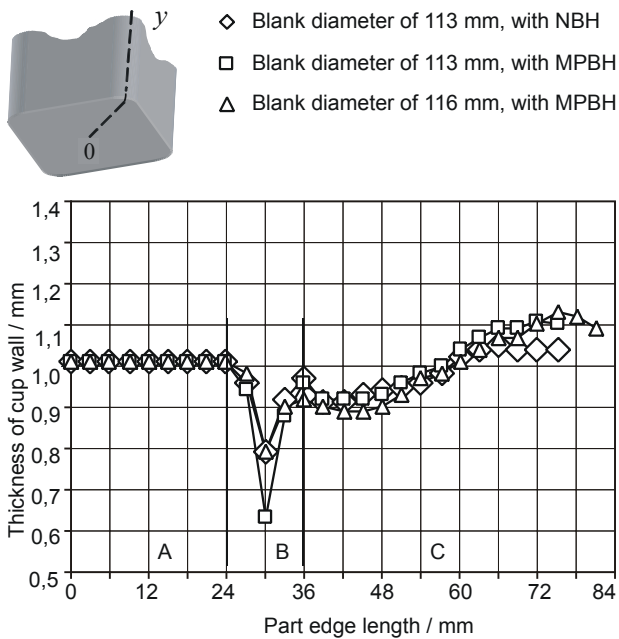 y
0
Blank diameter of 113 mm, with NBH
Blank diameter of 113 mm, with MPBH
Blank diameter of 116 mm, with MPBH
Thickness of cup wall / mm
1,4
1,3
1,2
1,1
1,0
0,9
0,8
0,7
0,6
0,5
A
B
C
0 12 24 36 48 60 72 84
Part edge length / mm